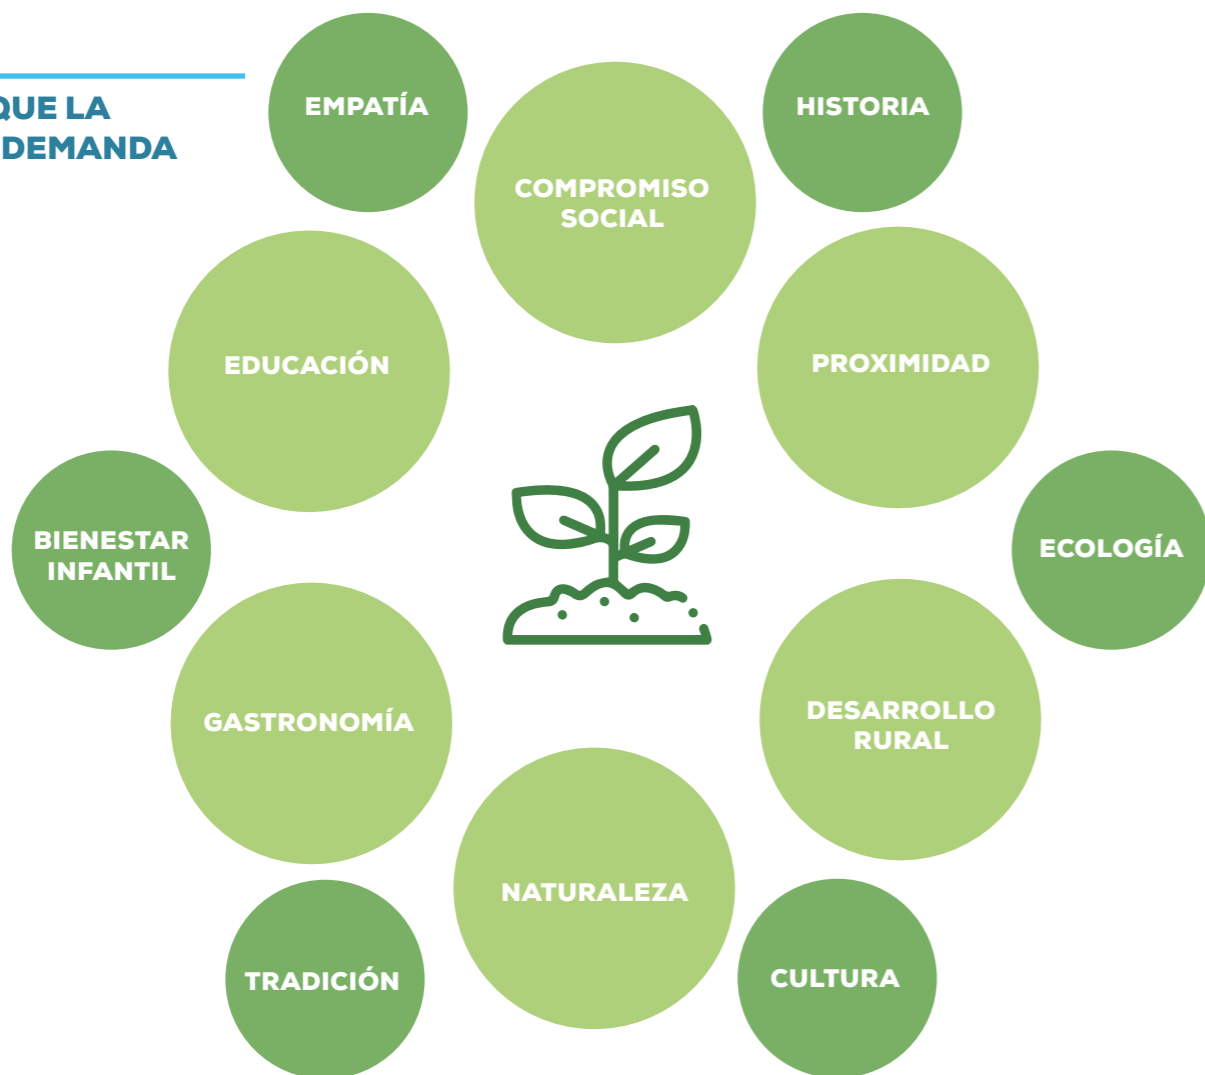 QUE LA
DEMANDA
EMPATÍA
HISTORIA
COMPROMISO
SOCIAL
EDUCACIÓN
PROXIMIDAD
BIENESTAR
INFANTIL
ECOLOGÍA
GASTRONOMÍA
DESARROLLO
RURAL
NATURALEZA
TRADICIÓN
CULTURA